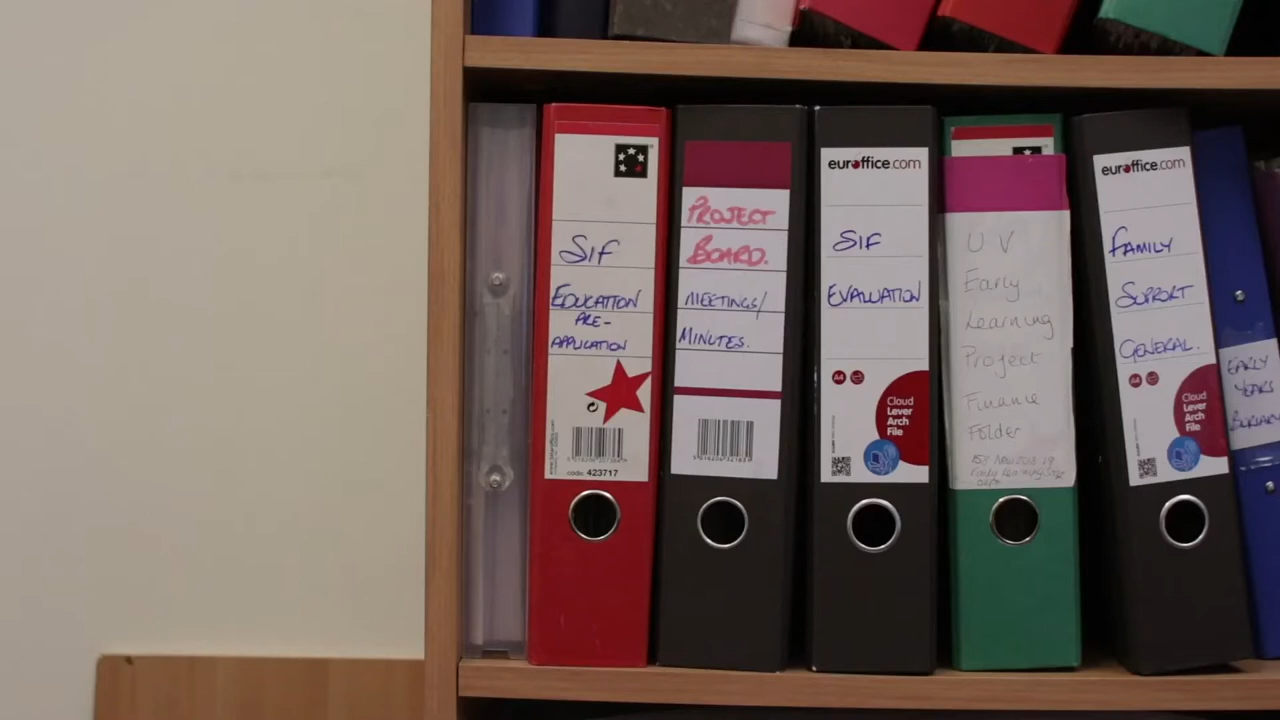 SIF
EDUCATION
PRE-
APPLICATION
code: 423717
PROJECT
BOARD.
MEETINGS/
MINUTES.
euroffice.com
SIF
EVALUATION
A4
Cloud
Lever
Arch
File
U V
Early
Learning
Project
Finance
Folder
euroffice.com
FAMILY
SUPPORT
GENERAL.
A4
Cloud
Lever
Arch
File
EARLY
YEARS
BURSARY